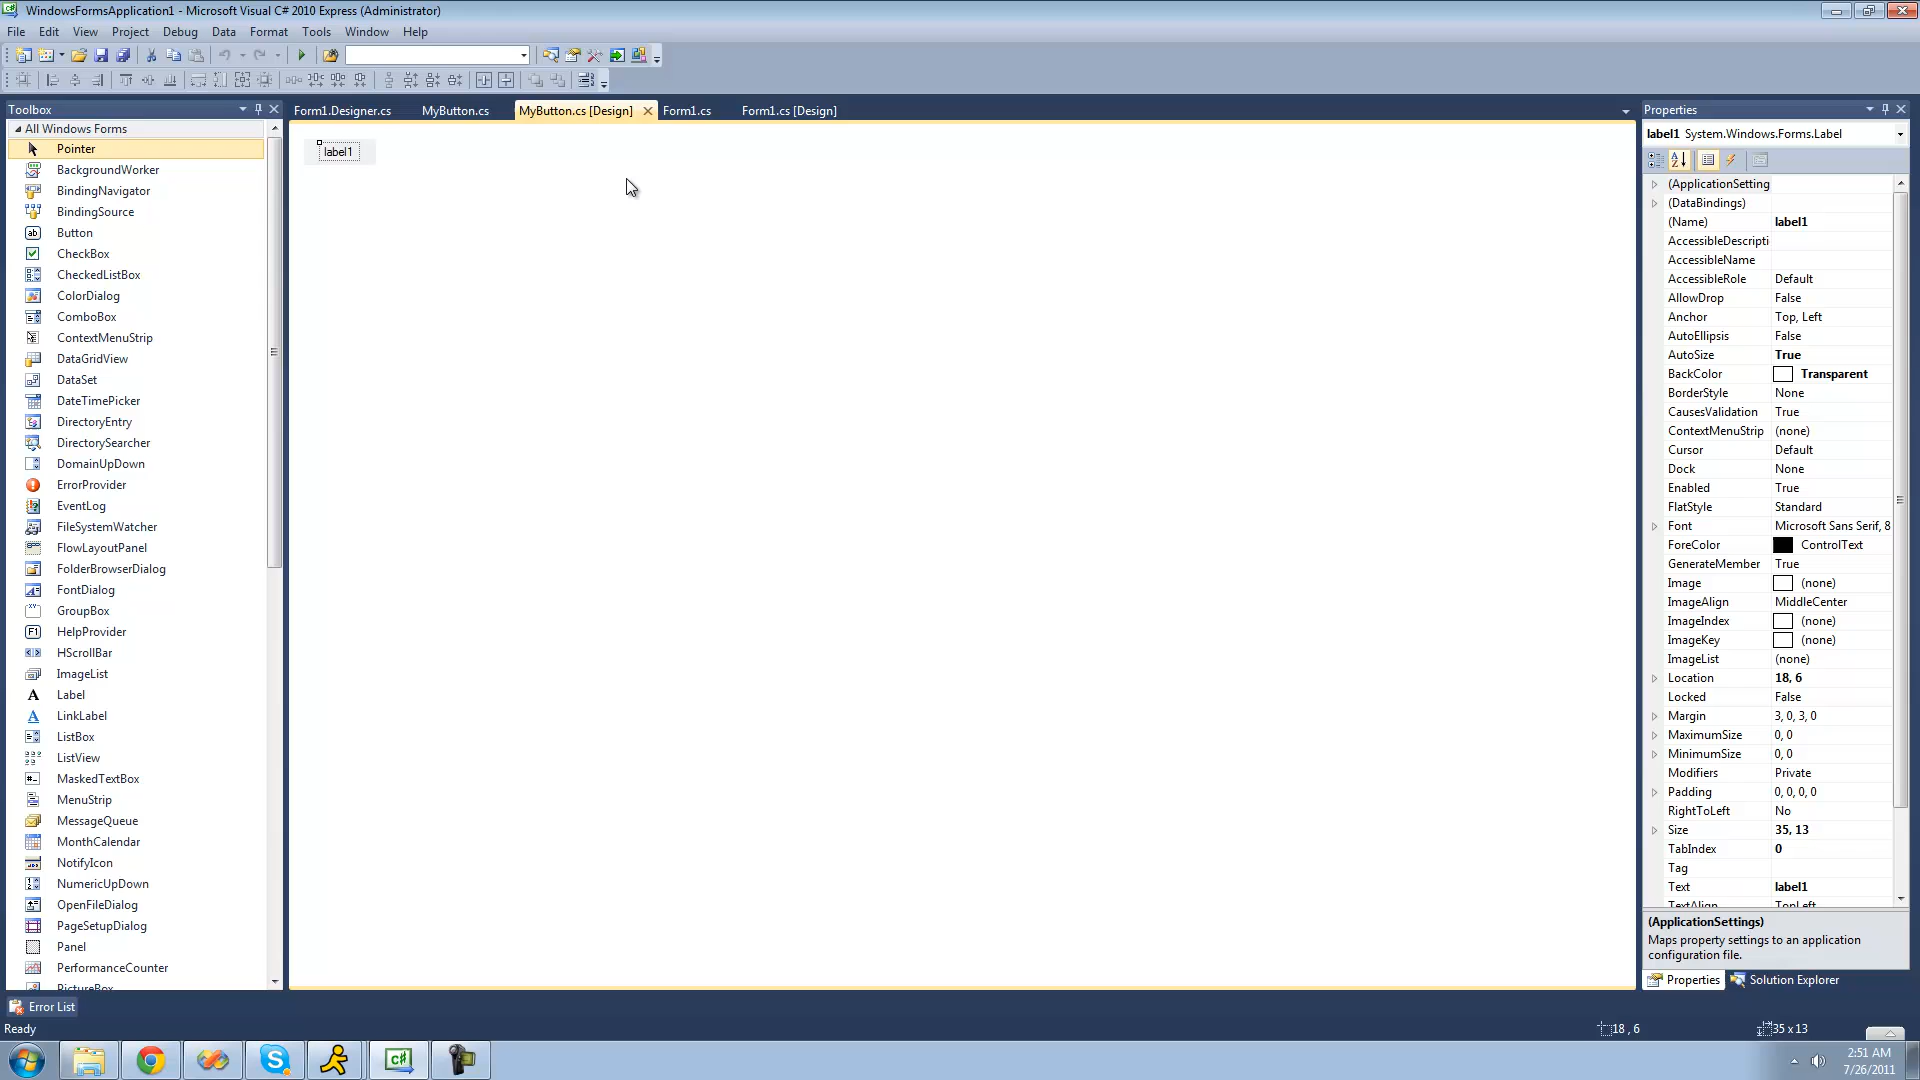 WindowsFormsApplication1 - Microsoft Visual C# 2010 Express (Administrator)
File Edit View Project Debug Data Format Tools Window Help
Toolbox
All Windows Forms
Pointer
BackgroundWorker
BindingNavigator
BindingSource
Button
CheckBox
CheckedListBox
ColorDialog
ComboBox
ContextMenuStrip
DataGridView
DataSet
DateTimePicker
DirectoryEntry
DirectorySearcher
DomainUpDown
ErrorProvider
EventLog
FileSystemWatcher
FlowLayoutPanel
FolderBrowserDialog
FontDialog
GroupBox
HelpProvider
HScrollBar
ImageList
Label
LinkLabel
ListBox
ListView
MaskedTextBox
MenuStrip
MessageQueue
MonthCalendar
NotifyIcon
NumericUpDown
OpenFileDialog
PageSetupDialog
Panel
PerformanceCounter
PictureBox
Form1.Designer.cs MyButton.cs MyButton.cs [Design] Form1.cs Form1.cs [Design]
label1
Properties
label1 System.Windows.Forms.Label
(ApplicationSetting
(DataBindings)
(Name) label1
AccessibleDescripti
AccessibleName
AccessibleRole Default
AllowDrop False
Anchor Top, Left
AutoEllipsis False
AutoSize True
BackColor Transparent
BorderStyle None
CausesValidation True
ContextMenuStrip (none)
Cursor Default
Dock None
Enabled True
FlatStyle Standard
Font Microsoft Sans Serif, 8
ForeColor ControlText
GenerateMember True
Image (none)
ImageAlign MiddleCenter
ImageIndex (none)
ImageKey (none)
ImageList (none)
Location 18, 6
Locked False
Margin 3, 0, 3, 0
MaximumSize 0, 0
MinimumSize 0, 0
Modifiers Private
Padding 0, 0, 0, 0
RightToLeft No
Size 35, 13
TabIndex 0
Tag
Text label1
TextAlign TopLeft
(ApplicationSettings)
Maps property settings to an application
configuration file.
Properties Solution Explorer
Error List
Ready 18 , 6 35 x 13
2:51 AM
7/26/2011